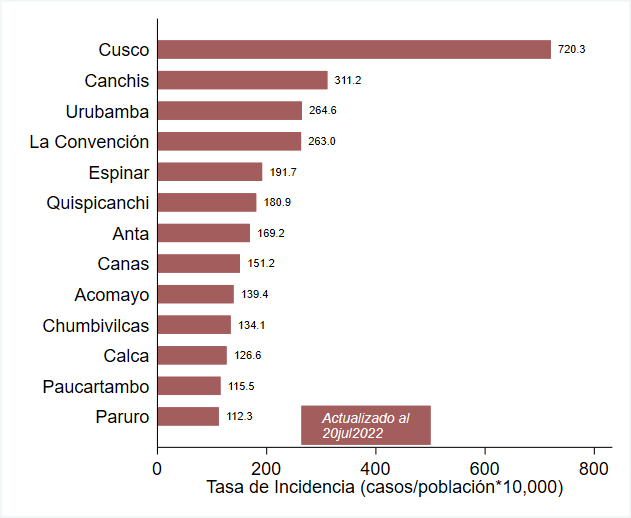 Cusco 720.3
Canchis 311.2
Urubamba 264.6
La Convención 263.0
Espinar 191.7
Quispicanchi 180.9
Anta 169.2
Canas 151.2
Acomayo 139.4
Chumbivilcas 134.1
Calca 126.6
Paucartambo 115.5
Paruro 112.3
Actualizado al
20jul2022
0 200 400 600 800
Tasa de Incidencia (casos/población*10,000)